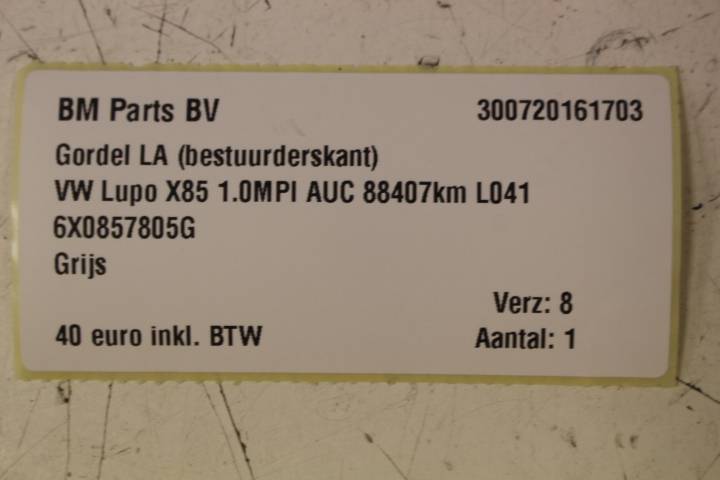 BM Parts BV 300720161703
Gordel LA (bestuurderskant)
VW Lupo X85 1.0MPI AUC 88407km L041
6X0857805G
Grijs
Verz: 8
40 euro inkl. BTW Aantal: 1